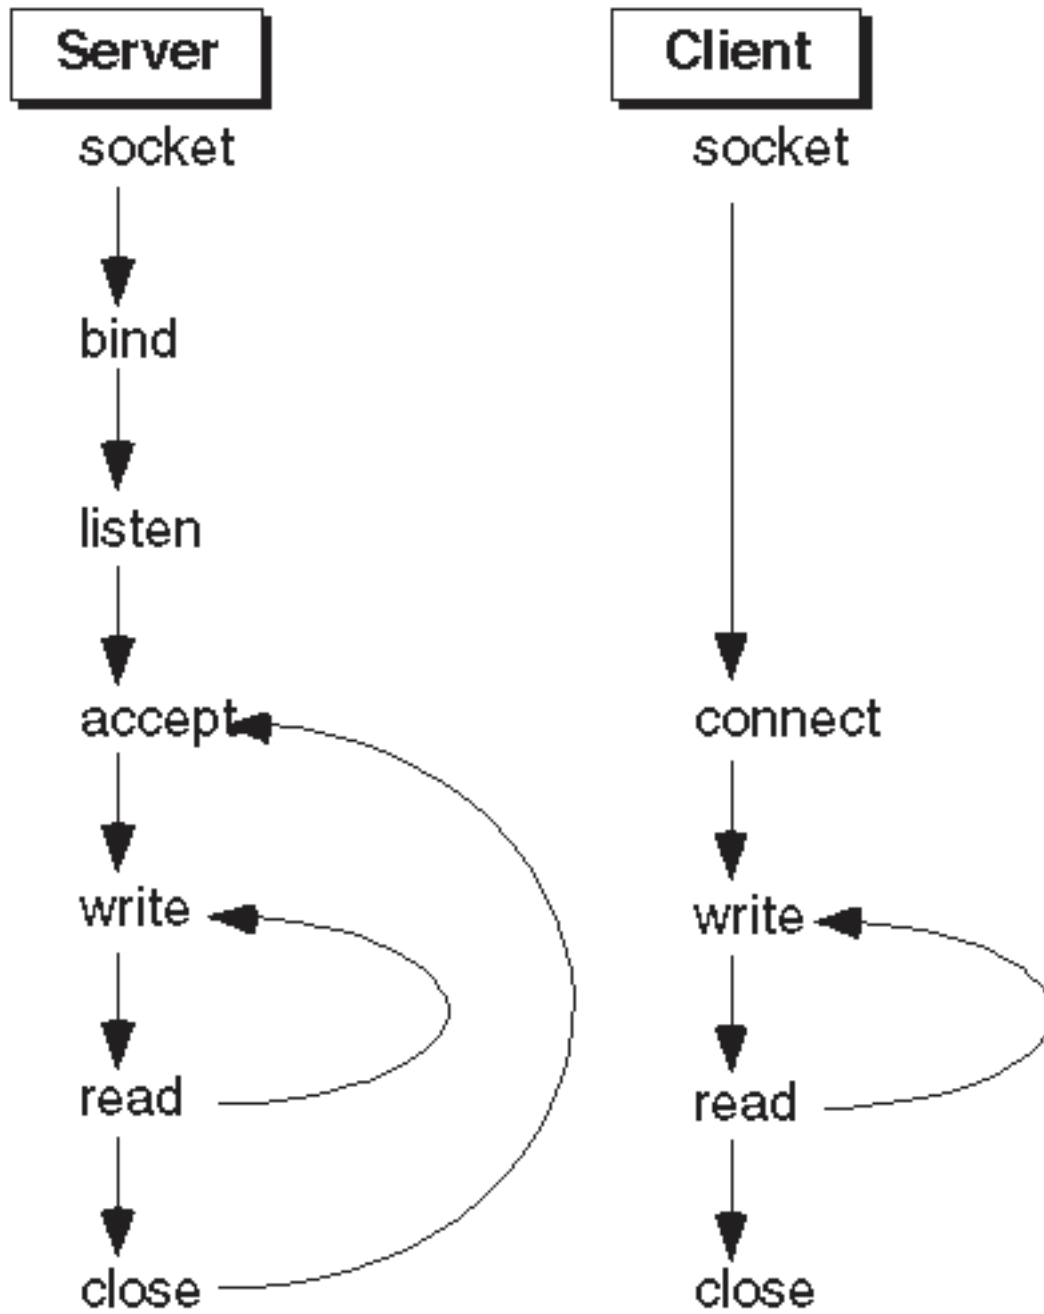 Server
socket
bind
listen
accept
write
read
close
Client
socket
connect
write
read
close